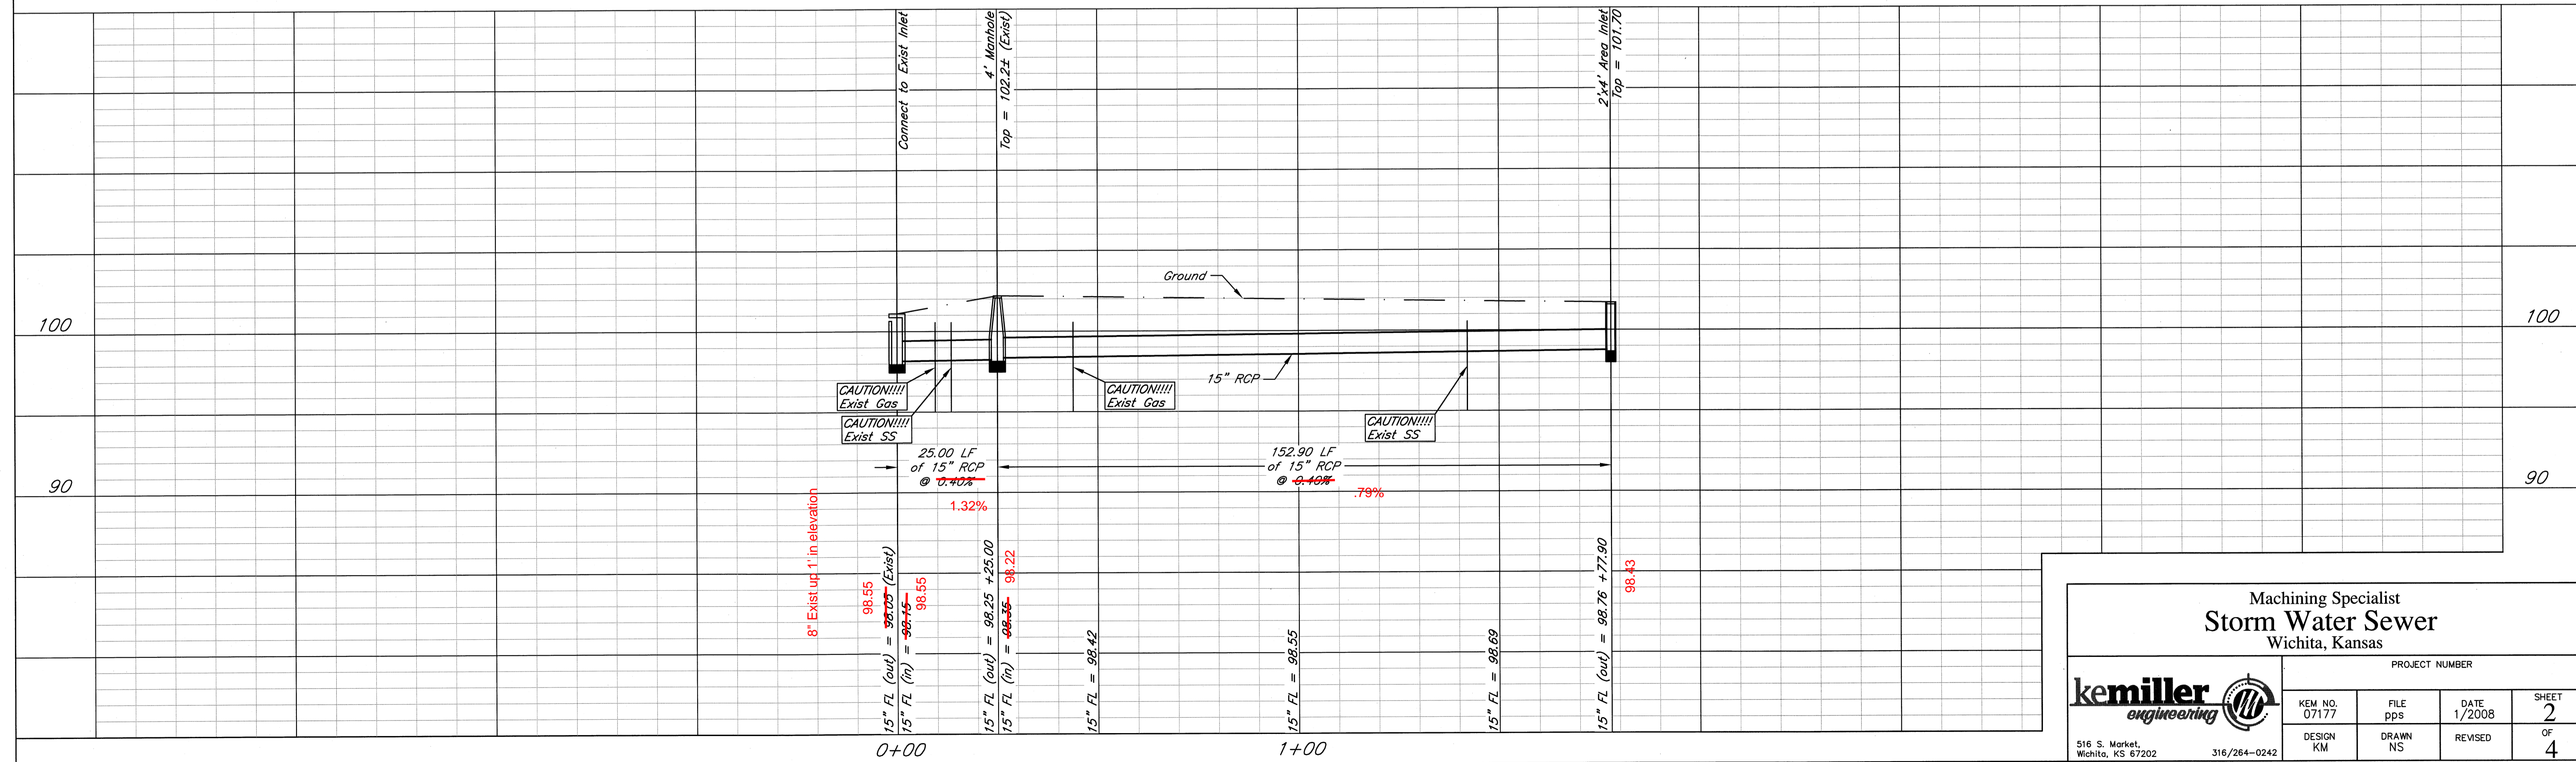 Connect to Exist Inlet
4' Manhole
Top = 102.2± (Exist)
2'x4' Area Inlet
Top = 101.70
100
100
90
90
Ground
15" RCP
CAUTION!!!!
Exist Gas
CAUTION!!!!
Exist SS
CAUTION!!!!
Exist Gas
CAUTION!!!!
Exist SS
25.00 LF
of 15" RCP
@ 0.40%
1.32%
152.90 LF
of 15" RCP
@ 0.40%
.79%
8" Exist up 1' in elevation
98.55
15" FL (out) = 98.05 (Exist)
15" FL (in) = 98.15
98.55
15" FL (out) = 98.25 +25.00
15" FL (in) = 98.35
98.22
15" FL = 98.42
15" FL = 98.55
15" FL = 98.69
15" FL (out) = 98.76 +77.90
98.43
0+00
1+00
Machining Specialist
Storm Water Sewer
Wichita, Kansas
kemiller
engineering
516 S. Market,
Wichita, KS 67202
316/264-0242
PROJECT NUMBER
KEM NO.
07177
FILE
pps
DATE
1/2008
SHEET
2
DESIGN
KM
DRAWN
NS
REVISED
OF
4